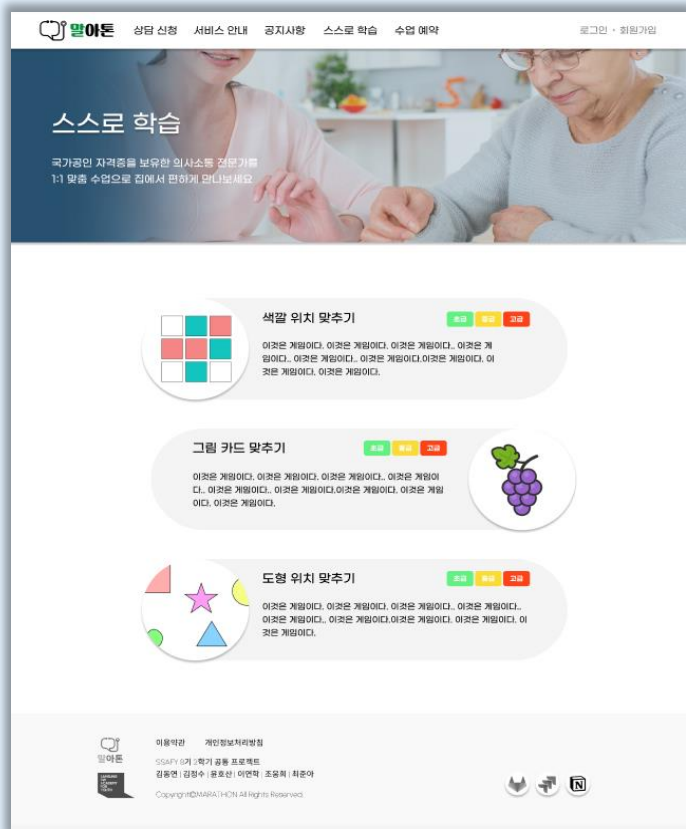 말아톤
상담 신청 서비스 안내 공지사항 스스로 학습 수업 예약
로그인 · 회원가입
스스로 학습
국가공인 자격증을 보유한 의사소통 전문가를
1:1 맞춤 수업으로 집에서 편하게 만나보세요
색깔 위치 맞추기
초급 중급 고급
이것은 게임이다. 이것은 게임이다. 이것은 게임이다.. 이것은 게
임이다.. 이것은 게임이다.. 이것은 게임이다.이것은 게임이다. 이
것은 게임이다. 이것은 게임이다.
그림 카드 맞추기
초급 중급 고급
이것은 게임이다. 이것은 게임이다. 이것은 게임이다.. 이것은 게임이
다.. 이것은 게임이다.. 이것은 게임이다.이것은 게임이다. 이것은 게임
이다. 이것은 게임이다.
도형 위치 맞추기
초급 중급 고급
이것은 게임이다. 이것은 게임이다. 이것은 게임이다.. 이것은 게임이다..
이것은 게임이다.. 이것은 게임이다.이것은 게임이다. 이것은 게임이다. 이
것은 게임이다.
말아톤
이용약관 개인정보처리방침
SSAFY 8기 2학기 공통 프로젝트
김동연 | 김정수 | 윤호산 | 이연학 | 조용희 | 최준아
Copyright©MARATHON All Rights Reserved.
SAMSUNG
SW
ACADEMY
FOR
YOUTH